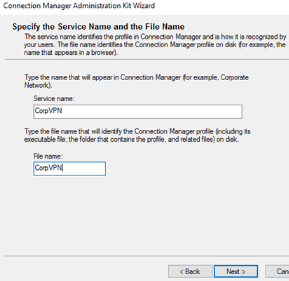 Connection Manager Administration Kit Wizard
Specify the Service Name and the File Name
The service name identifies the profile in Connection Manager and is how it is recognized by
your users. The file name identifies the Connection Manager profile on disk (for example, the
name that appears in a browser).
Type the name that will appear in Connection Manager (for example, Corporate
Network).
Service name:
CorpVPN
Type the file name that will identify the Connection Manager profile (including its
executable file, the folder that contains the profile, and related files) on disk.
File name:
CorpVPN
< Back Next > Can